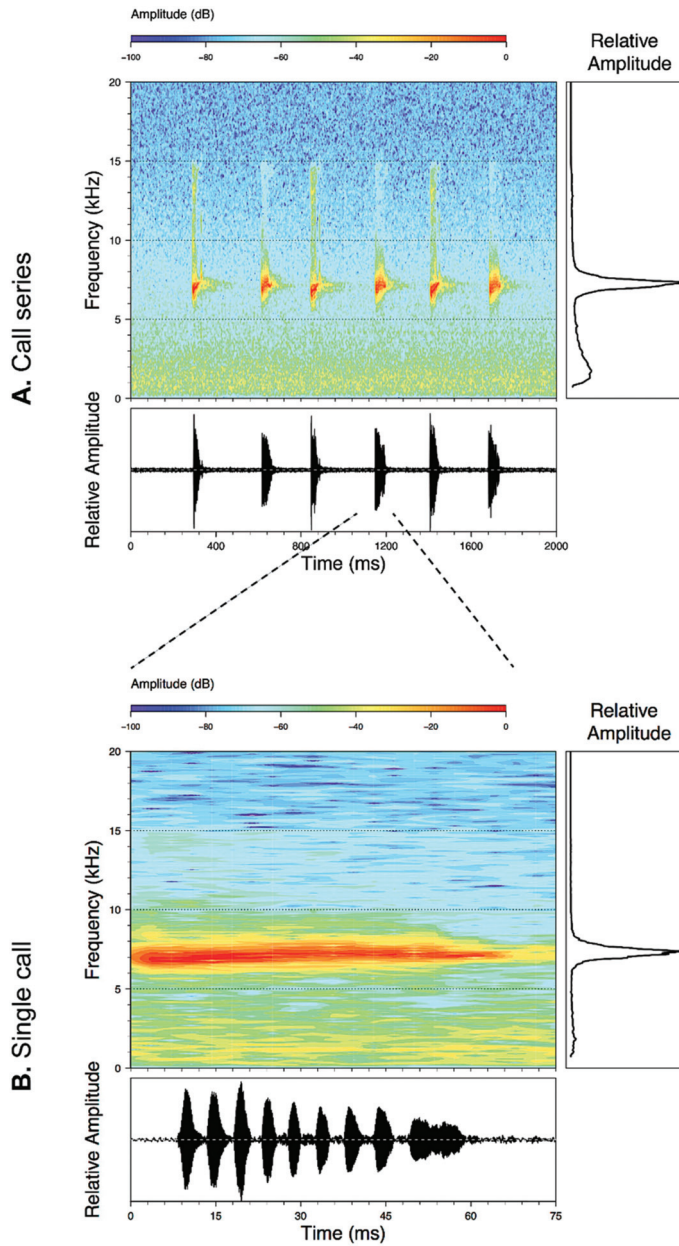 A. Call series
Amplitude (dB)
−100 −80 −60 −40 −20 0
Relative
Amplitude
20
15
10
5
0
Frequency (kHz)
Relative Amplitude
0 400 800 1200 1600 2000
Time (ms)
B. Single call
Amplitude (dB)
−100 −80 −60 −40 −20 0
Relative
Amplitude
20
15
10
5
0
Frequency (kHz)
Relative Amplitude
0 15 30 45 60 75
Time (ms)